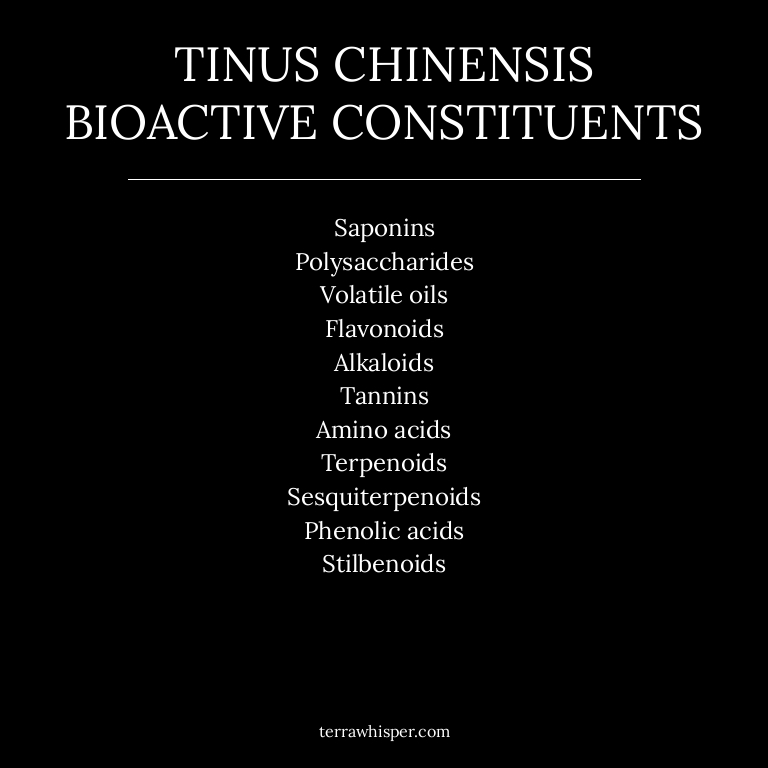 TINUS CHINENSIS
BIOACTIVE CONSTITUENTS
Saponins
Polysaccharides
Volatile oils
Flavonoids
Alkaloids
Tannins
Amino acids
Terpenoids
Sesquiterpenoids
Phenolic acids
Stilbenoids
terrawhisper.com